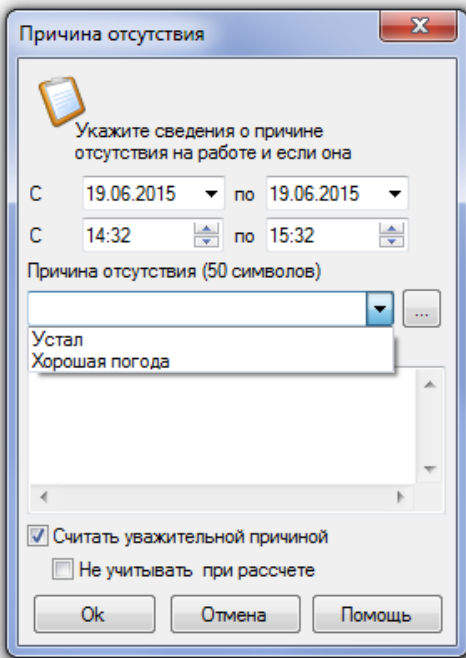 Причина отсутствия
Укажите сведения о причине
отсутствия на работе и если она
С 19.06.2015 по 19.06.2015
С 14:32 по 15:32
Причина отсутствия (50 символов)
...
Устал
Хорошая погода
Считать уважительной причиной
Не учитывать при рассчете
Ok Отмена Помощь